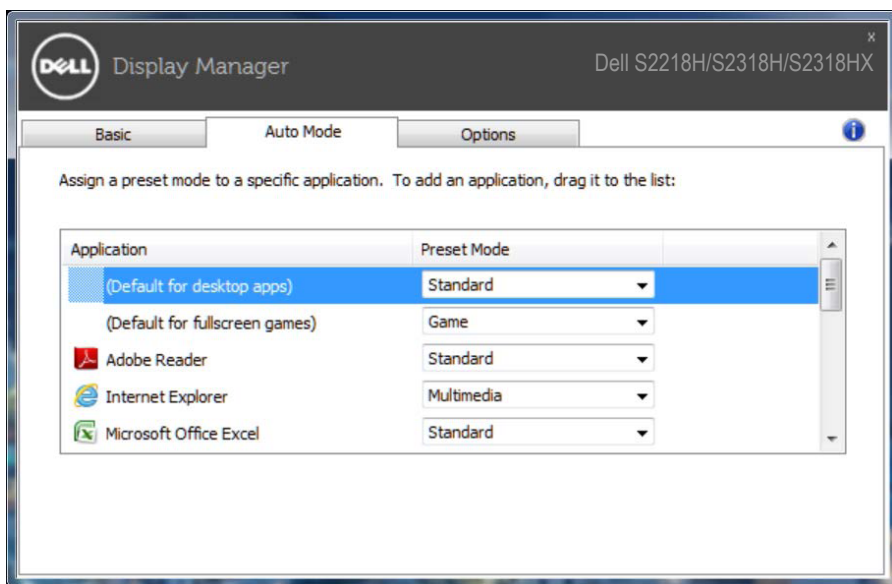 x
DELL Display Manager Dell S2218H/S2318H/S2318HX
Basic Auto Mode Options
Assign a preset mode to a specific application. To add an application, drag it to the list:
Application Preset Mode
(Default for desktop apps) Standard
(Default for fullscreen games) Game
Adobe Reader Standard
Internet Explorer Multimedia
Microsoft Office Excel Standard